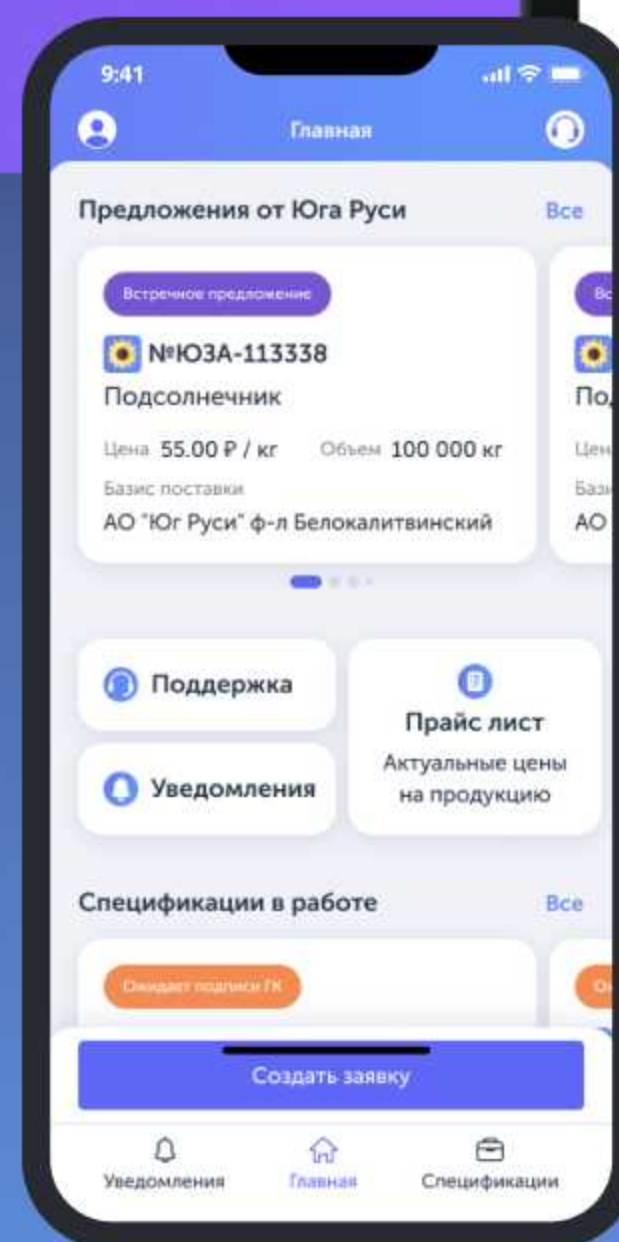 9:41
Главная
Предложения от Юга Руси
Все
Встречное предложение
№ЮЗА-113338
Подсолнечник
Цена 55.00 ₽ / кг Объем 100 000 кг
Базис поставки
АО "Юг Руси" ф-л Белокалитвинский
АО
Поддержка
Уведомления
Прайс лист
Актуальные цены
на продукцию
Спецификации в работе
Все
Ожидает подписи ГК
Создать заявку
Уведомления
Главная
Спецификации